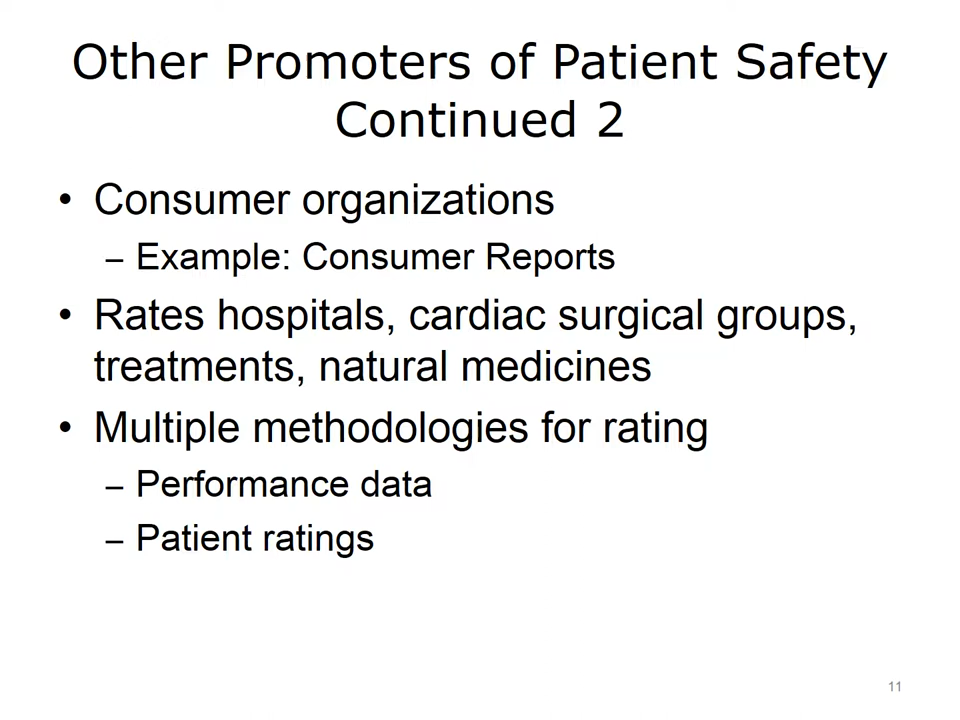 Other Promoters of Patient Safety
Continued 2
• Consumer organizations
– Example: Consumer Reports
• Rates hospitals, cardiac surgical groups,
treatments, natural medicines
• Multiple methodologies for rating
– Performance data
– Patient ratings
11